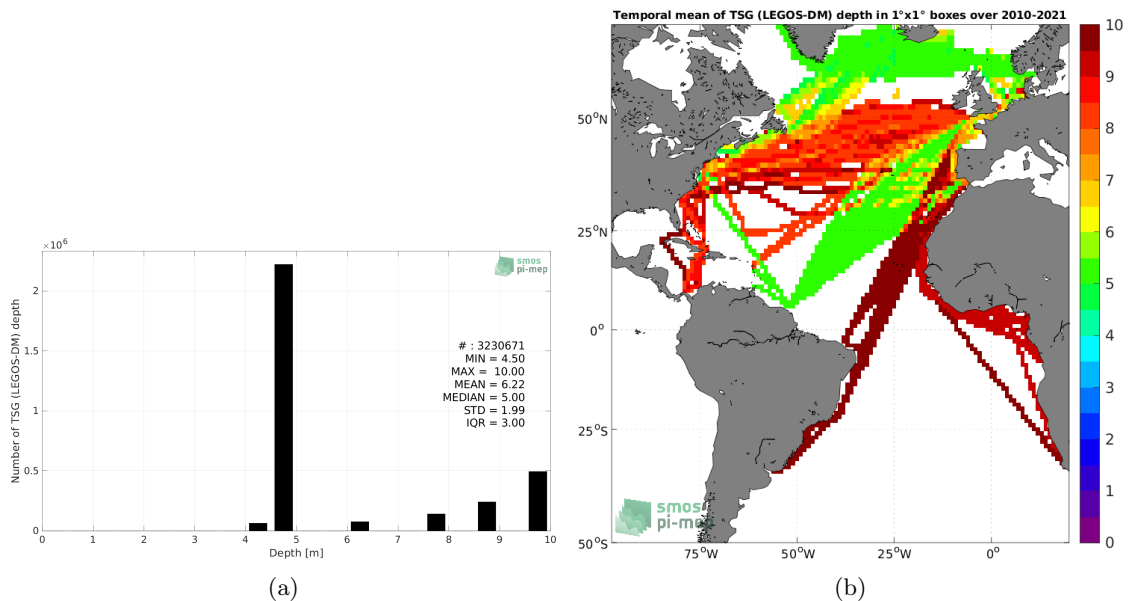 ×10⁶
2
1.5
1
0.5
0
Number of TSG (LEGOS-DM) depth
smos
pi-mep
# : 3230671
MIN = 4.50
MAX = 10.00
MEAN = 6.22
MEDIAN = 5.00
STD = 1.99
IQR = 3.00
0 1 2 3 4 5 6 7 8 9 10
Depth [m]
(a)
Temporal mean of TSG (LEGOS-DM) depth in 1°x1° boxes over 2010-2021
50°N
25°N
0°
25°S
50°S
75°W 50°W 25°W 0°
smos
pi-mep
10
9
8
7
6
5
4
3
2
1
0
(b)